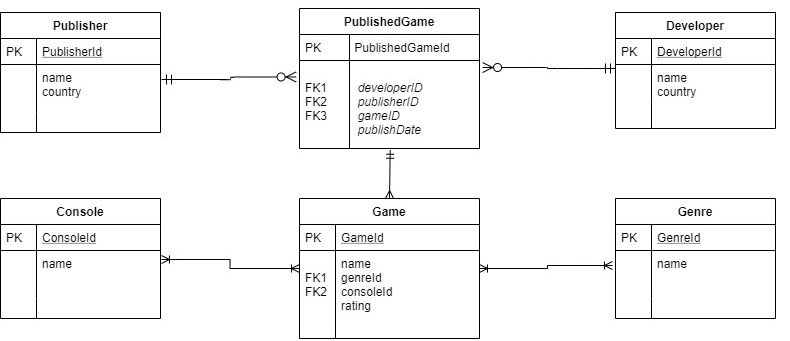 Publisher
PK PublisherId
name
country
PublishedGame
PK PublishedGameId
FK1 developerID
FK2 publisherID
FK3 gameID
publishDate
Developer
PK DeveloperId
name
country
Console
PK ConsoleId
name
Game
PK GameId
name
FK1 genreId
FK2 consoleId
rating
Genre
PK GenreId
name